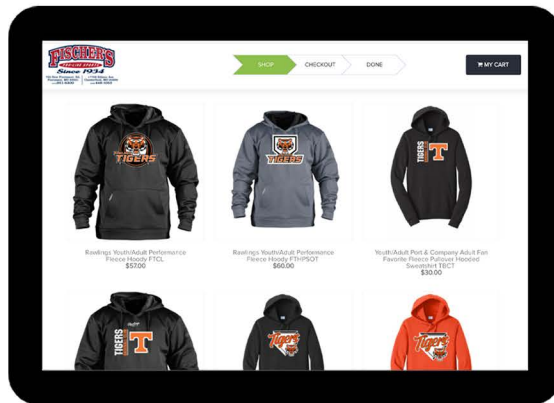 FISCHER'S
Since 1934
SHOP
CHECKOUT
DONE
MY CART
TIGERS
TIGERS
TIGERS
T
Rawlings Youth/Adult Performance
Fleece Hoody FTCL
$57.00
Rawlings Youth/Adult Performance
Fleece Hoody FTHPSOT
$60.00
Youth/Adult Port & Company Adult Fan
Favorite Fleece Pullover Hooded
Sweatshirt TBCT
$30.00
TIGERS
T
Tigers
Tigers